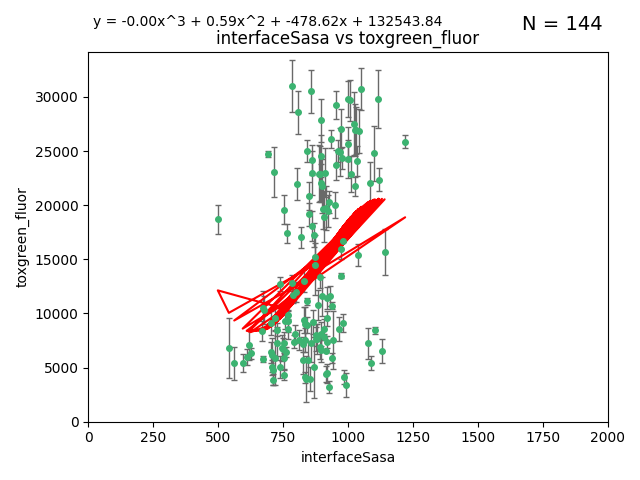 y = -0.00x^3 + 0.59x^2 + -478.62x + 132543.84
N = 144
interfaceSasa vs toxgreen_fluor
30000
25000
20000
15000
10000
5000
0
toxgreen_fluor
0 250 500 750 1000 1250 1500 1750 2000
interfaceSasa